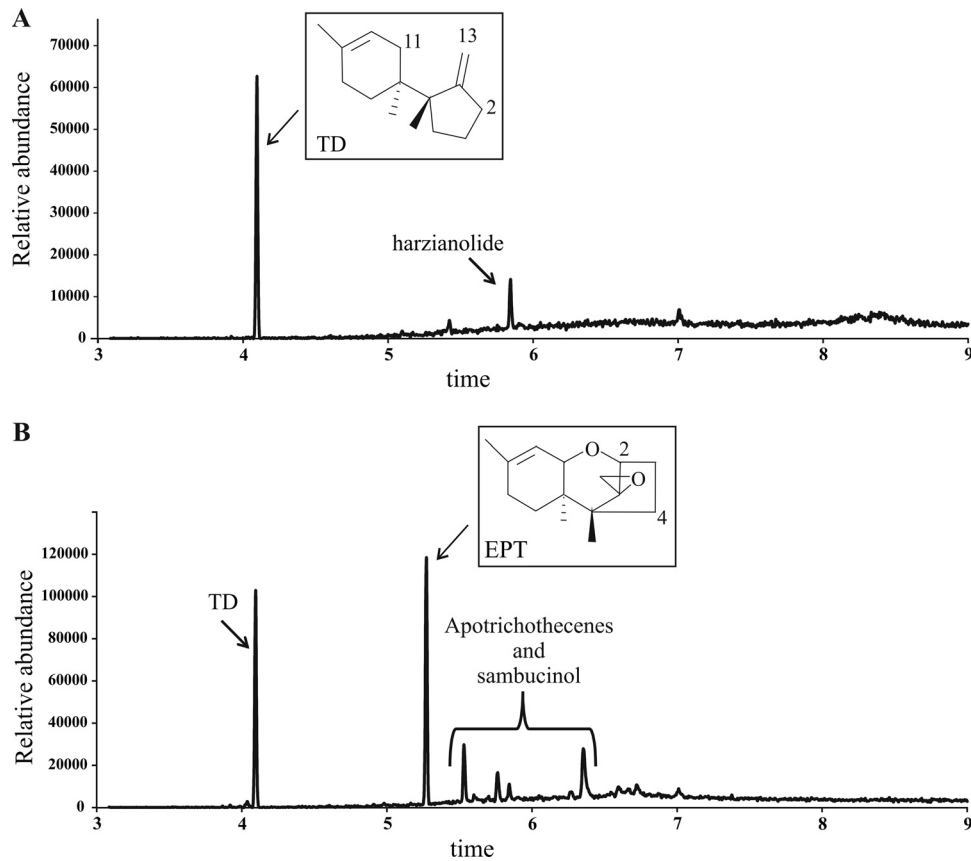 A
Relative abundance
70000
60000
50000
40000
30000
20000
10000
0
3
4
5
6
7
8
9
time
13
11
2
TD
harzianolide
B
Relative abundance
120000
100000
80000
60000
40000
20000
0
3
4
5
6
7
8
9
time
TD
O
2
O
4
EPT
Apotrichothecenes
and
sambucinol